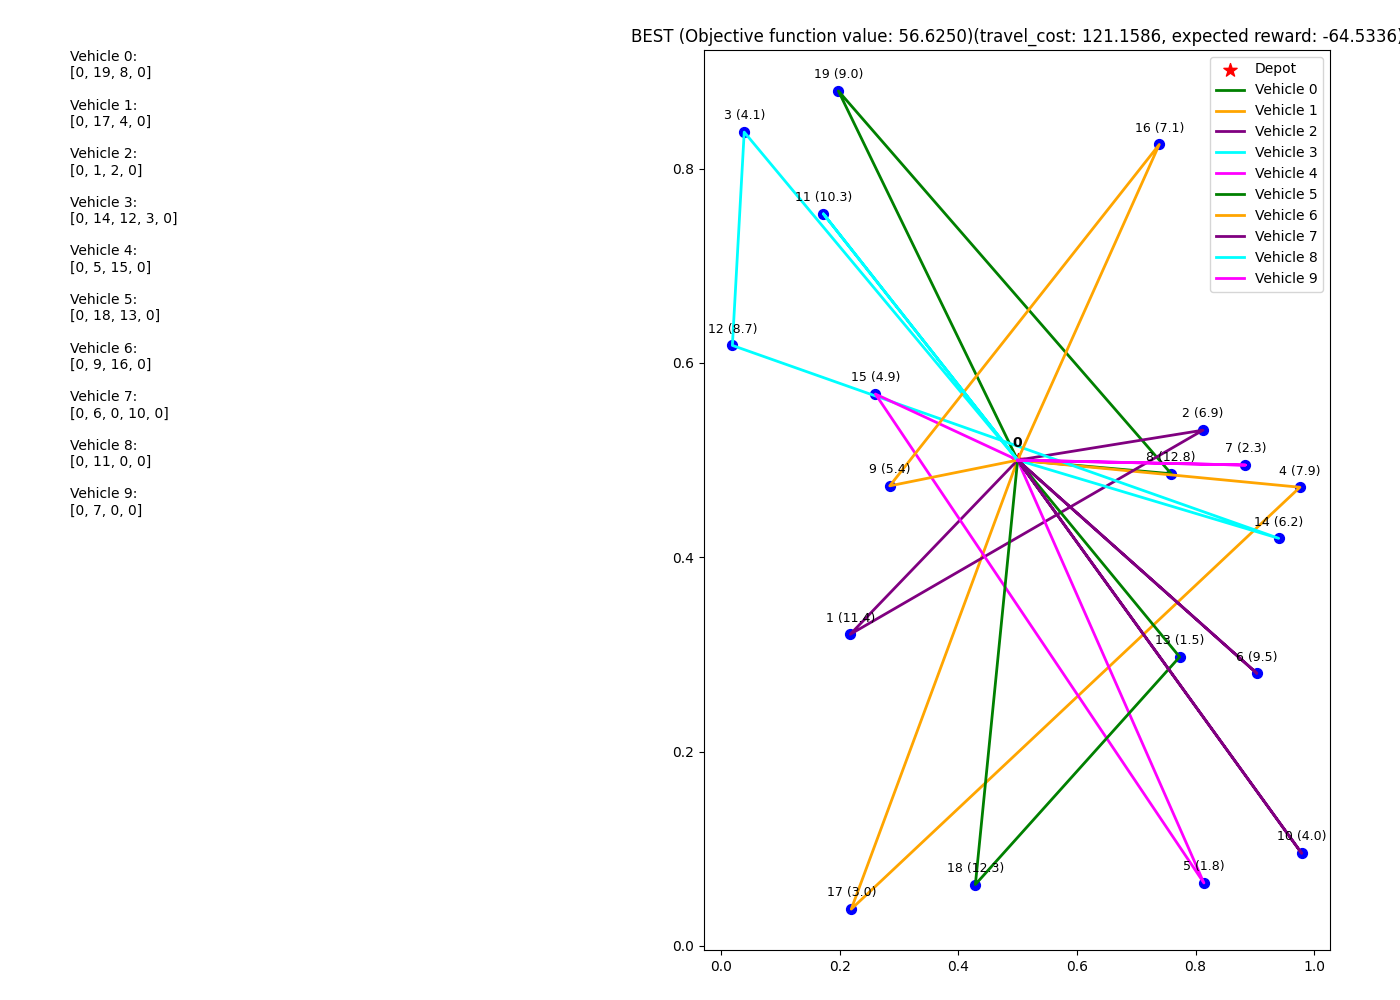 BEST (Objective function value: 56.6250)(travel_cost: 121.1586, expected reward: -64.5336)
Vehicle 0:
[0, 19, 8, 0]
Vehicle 1:
[0, 17, 4, 0]
Vehicle 2:
[0, 1, 2, 0]
Vehicle 3:
[0, 14, 12, 3, 0]
Vehicle 4:
[0, 5, 15, 0]
Vehicle 5:
[0, 18, 13, 0]
Vehicle 6:
[0, 9, 16, 0]
Vehicle 7:
[0, 6, 0, 10, 0]
Vehicle 8:
[0, 11, 0, 0]
Vehicle 9:
[0, 7, 0, 0]
Depot
Vehicle 0
Vehicle 1
Vehicle 2
Vehicle 3
Vehicle 4
Vehicle 5
Vehicle 6
Vehicle 7
Vehicle 8
Vehicle 9
19 (9.0)
3 (4.1)
16 (7.1)
11 (10.3)
12 (8.7)
15 (4.9)
2 (6.9)
0
7 (2.3)
8 (12.8)
9 (5.4)
4 (7.9)
14 (6.2)
1 (11.4)
13 (1.5)
6 (9.5)
10 (4.0)
18 (12.3)
5 (1.8)
17 (3.0)
0.8
0.6
0.4
0.2
0.0
0.0
0.2
0.4
0.6
0.8
1.0